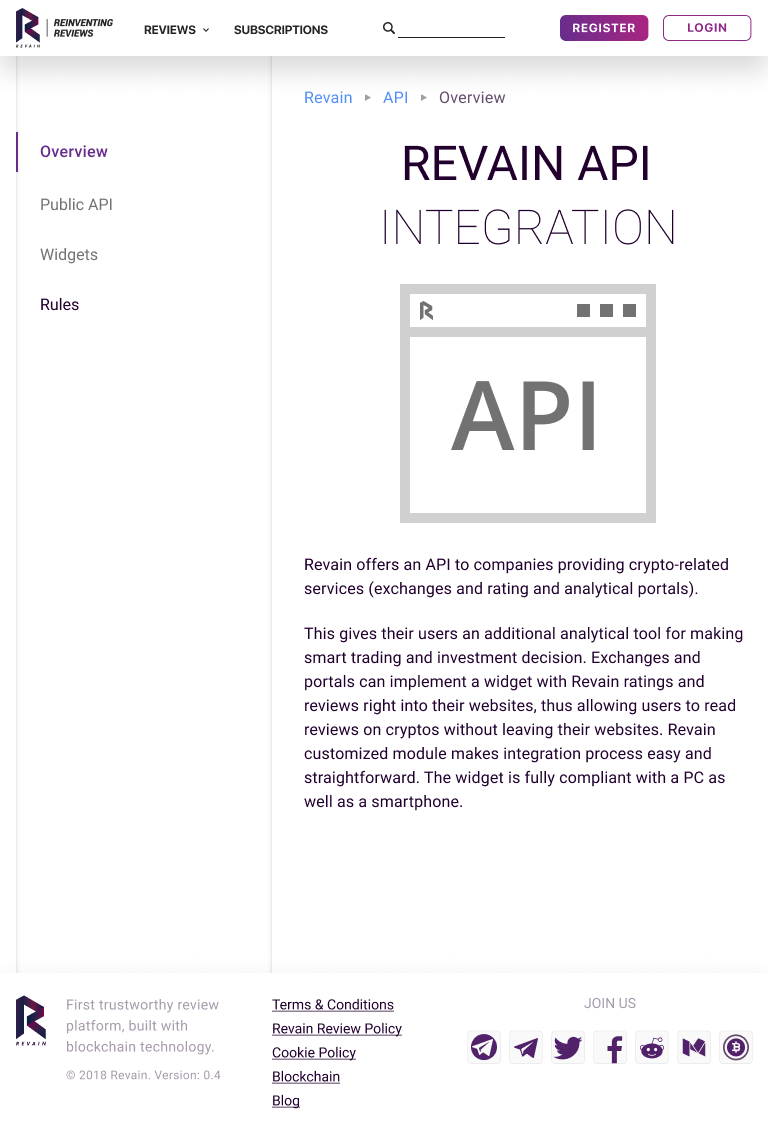 REINVENTING
REVIEWS
REVAIN
REVIEWS
SUBSCRIPTIONS
REGISTER
LOGIN
Revain ▸ API ▸ Overview
Overview
Public API
Widgets
Rules
REVAIN API
INTEGRATION
API
Revain offers an API to companies providing crypto-related
services (exchanges and rating and analytical portals).
This gives their users an additional analytical tool for making
smart trading and investment decision. Exchanges and
portals can implement a widget with Revain ratings and
reviews right into their websites, thus allowing users to read
reviews on cryptos without leaving their websites. Revain
customized module makes integration process easy and
straightforward. The widget is fully compliant with a PC as
well as a smartphone.
REVAIN
First trustworthy review
platform, built with
blockchain technology.
© 2018 Revain. Version: 0.4
Terms & Conditions
Revain Review Policy
Cookie Policy
Blockchain
Blog
JOIN US